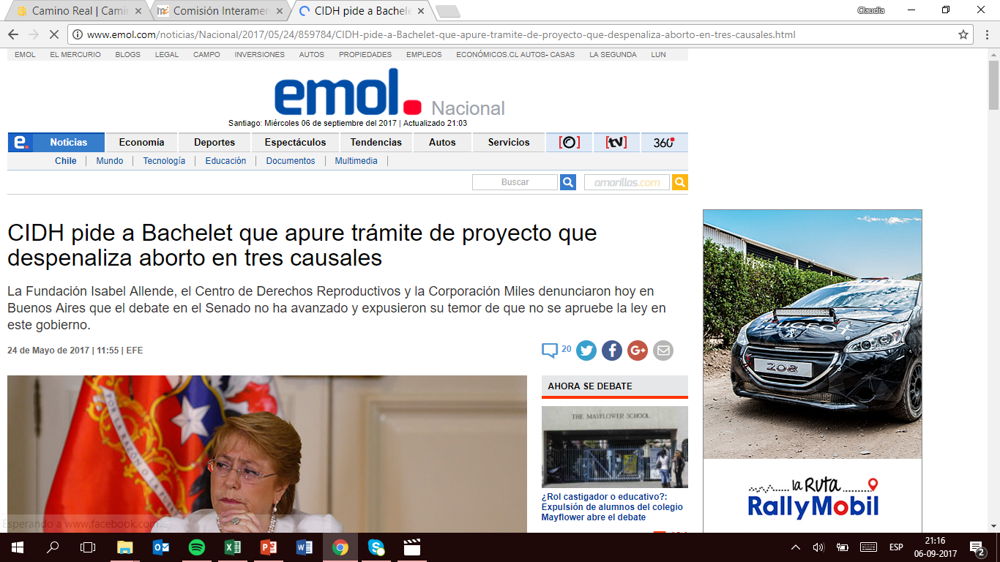 Camino Real | Cami
Comisión Interamer
CIDH pide a Bachele
Claudia
www.emol.com/noticias/Nacional/2017/05/24/859784/CIDH-pide-a-Bachelet-que-apure-tramite-de-proyecto-que-despenaliza-aborto-en-tres-causales.html
EMOL EL MERCURIO BLOGS LEGAL CAMPO INVERSIONES AUTOS PROPIEDADES EMPLEOS ECONÓMICOS.CL AUTOS- CASAS LA SEGUNDA LUN
emol. Nacional
Santiago: Miércoles 06 de septiembre del 2017 | Actualizado 21:03
e. Noticias Economía Deportes Espectáculos Tendencias Autos Servicios [O] [tv] 360°
Chile | Mundo | Tecnología | Educación | Documentos | Multimedia |
Buscar amarillas.com
CIDH pide a Bachelet que apure trámite de proyecto que
despenaliza aborto en tres causales
La Fundación Isabel Allende, el Centro de Derechos Reproductivos y la Corporación Miles denunciaron hoy en
Buenos Aires que el debate en el Senado no ha avanzado y expusieron su temor de que no se apruebe la ley en
este gobierno.
24 de Mayo de 2017 | 11:55 | EFE
20
POR LA RAZON O LA
AHORA SE DEBATE
THE MAYFLOWER SCHOOL
¿Rol castigador o educativo?:
Expulsión de alumnos del colegio
Mayflower abre el debate
PEUGEOT
208
la RUTA
RallyMobil
Esperando a www.facebook.com...
ESP
21:16
06-09-2017
2